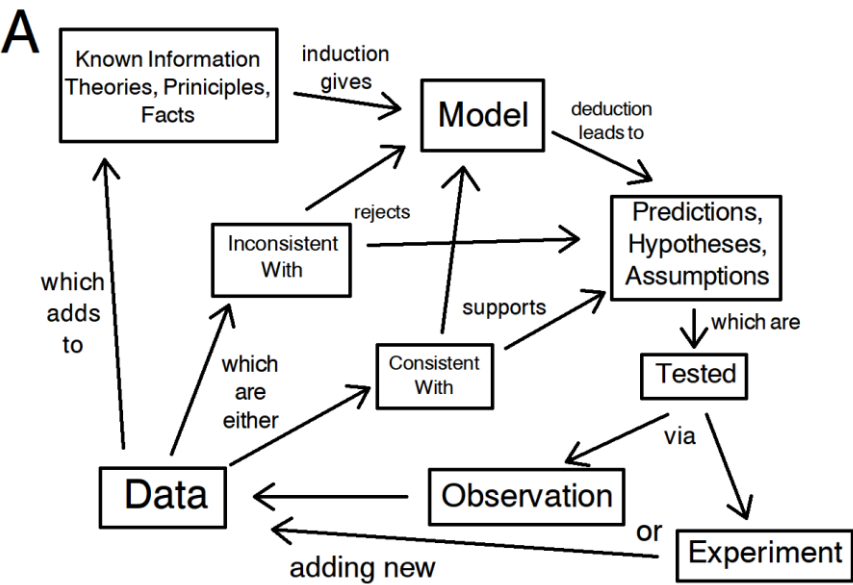 A
Known Information
Theories, Priniciples,
Facts
induction
gives
Model
deduction
leads to
Predictions,
Hypotheses,
Assumptions
rejects
Inconsistent
With
which
adds
to
supports
which are
Consistent
With
which
are
either
Tested
via
Data
Observation
or
Experiment
adding new